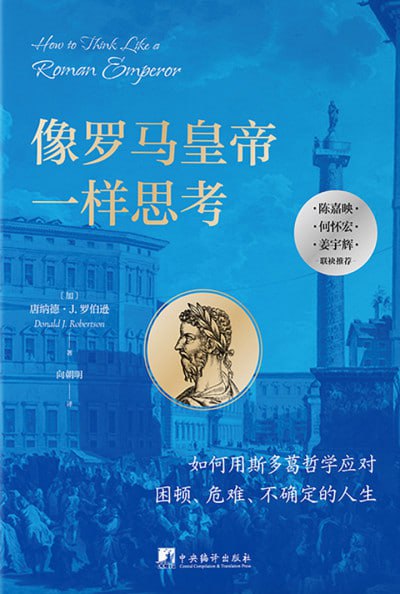 How to Think Like a
Roman Emperor
像罗马皇帝
一样思考
·陈嘉映·
·何怀宏·
·姜宇辉·
·联袂推荐·
〔加〕
唐纳德·J.罗伯逊
Donald J. Robertson
著
向朝明
译
如何用斯多葛哲学应对
困顿、危难、不确定的人生
中央编译出版社
Central Compilation & Translation Press